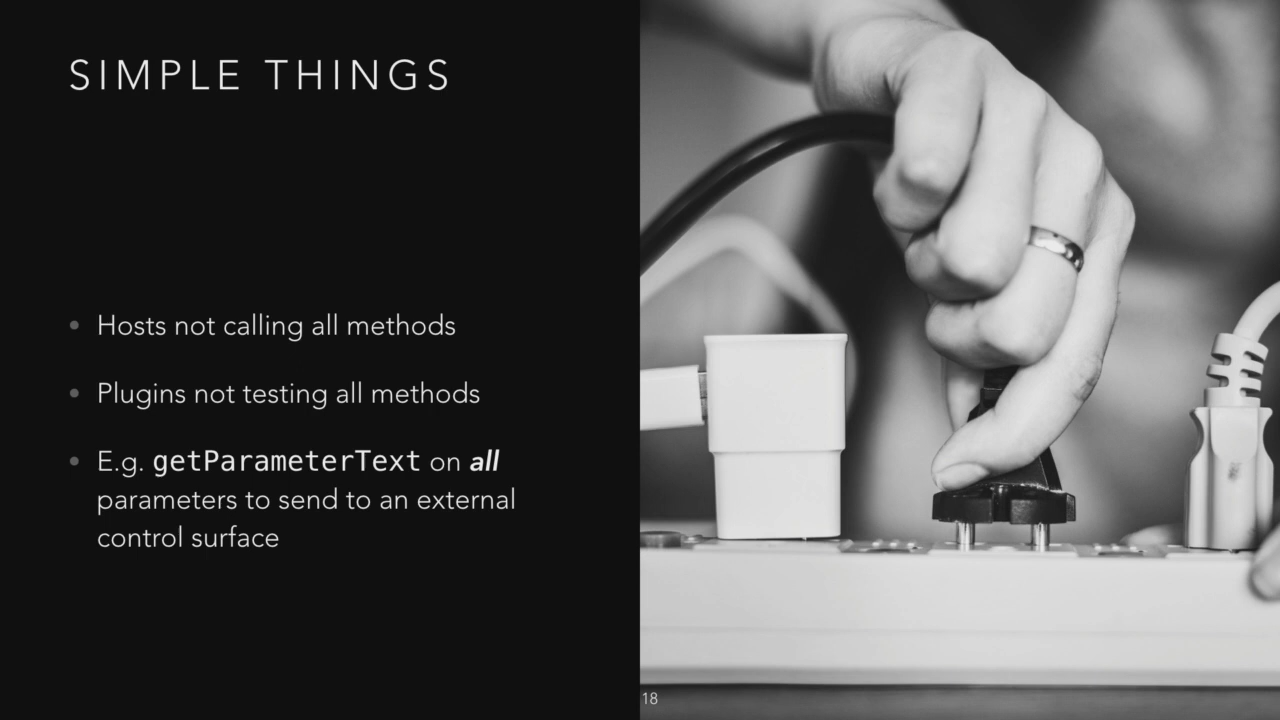 SIMPLE THINGS
• Hosts not calling all methods
• Plugins not testing all methods
• E.g. getParameterText on all
parameters to send to an external
control surface
18